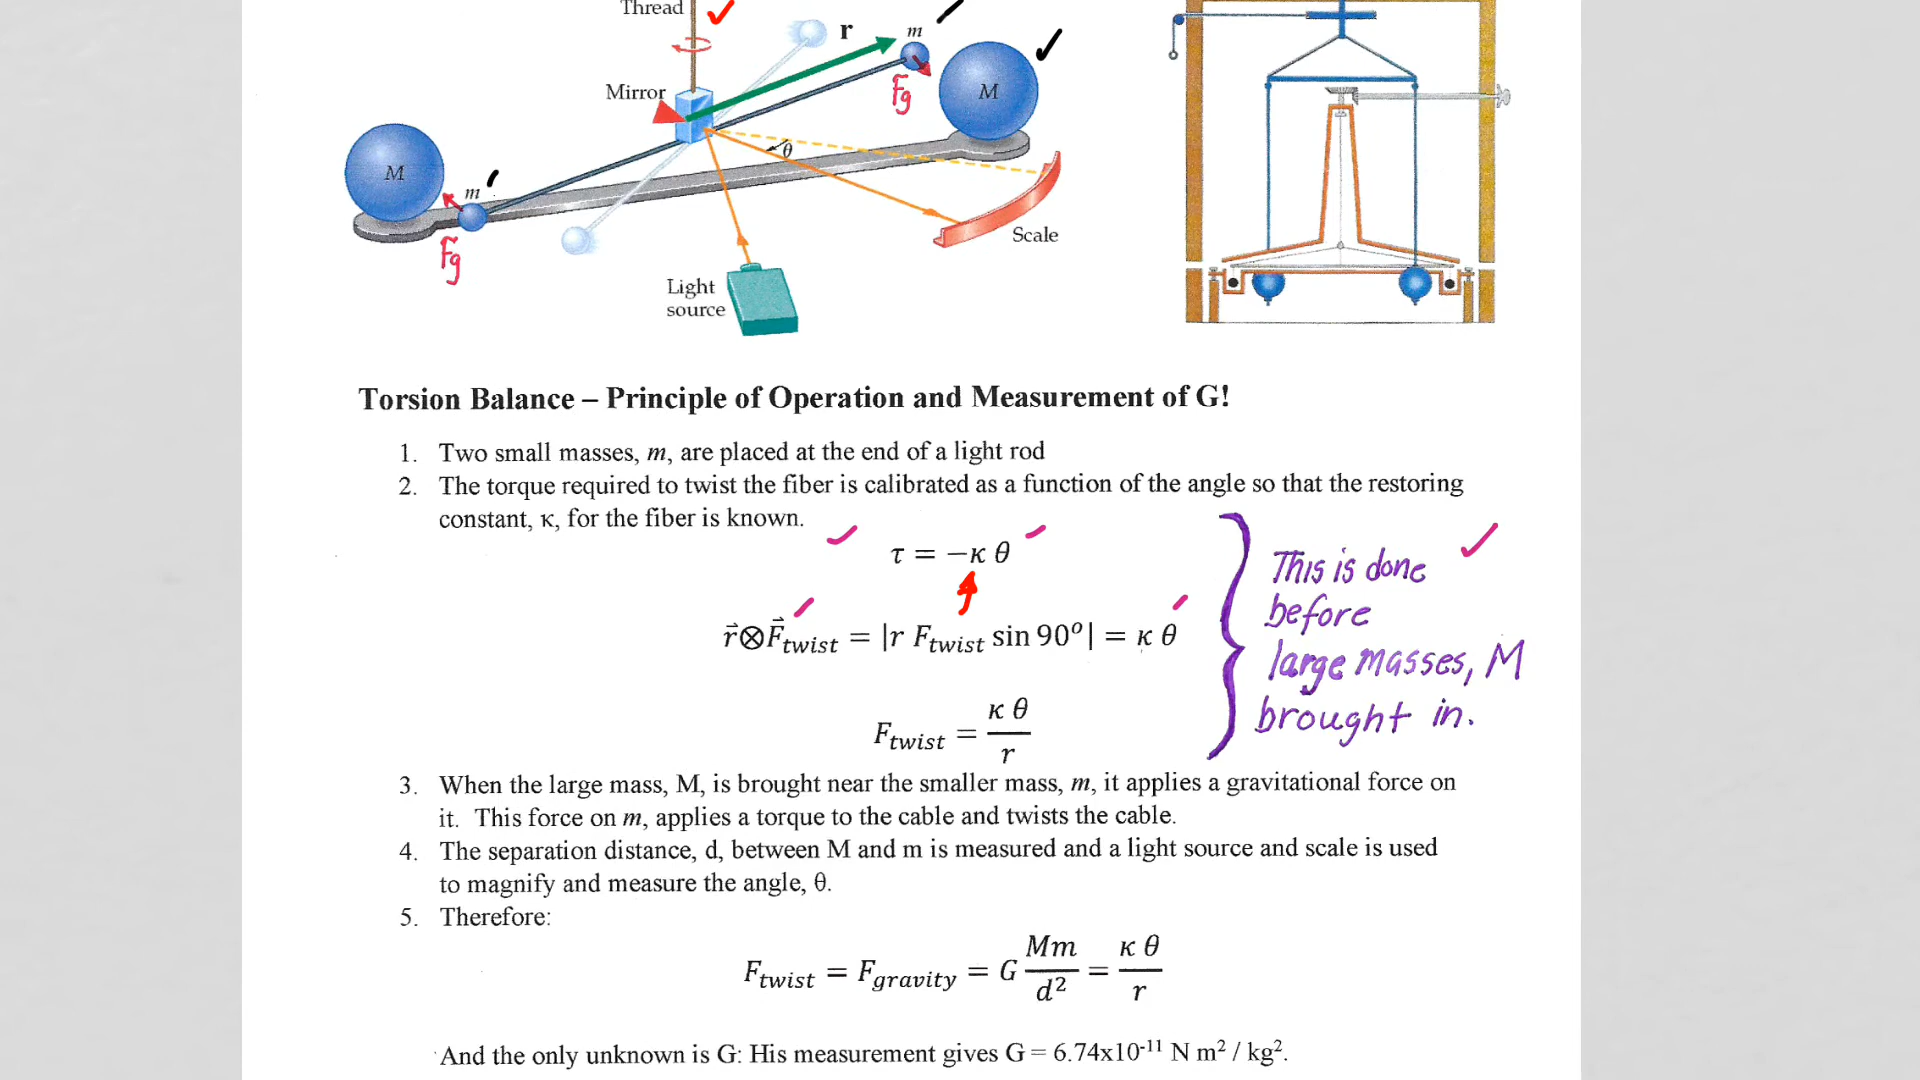 Thread
r
m
M
Mirror
Fg
θ
M
m
Scale
Fg
Light
source
Torsion Balance – Principle of Operation and Measurement of G!
1. Two small masses, m, are placed at the end of a light rod
2. The torque required to twist the fiber is calibrated as a function of the angle so that the restoring
constant, κ, for the fiber is known.
τ = −κ θ
r⃗⊗F⃗twist = |r Ftwist sin 90º| = κ θ
Ftwist = κ θ / r
This is done
before
large masses, M
brought in.
3. When the large mass, M, is brought near the smaller mass, m, it applies a gravitational force on
it. This force on m, applies a torque to the cable and twists the cable.
4. The separation distance, d, between M and m is measured and a light source and scale is used
to magnify and measure the angle, θ.
5. Therefore:
Ftwist = Fgravity = G Mm / d² = κ θ / r
And the only unknown is G: His measurement gives G = 6.74x10⁻¹¹ N m² / kg².